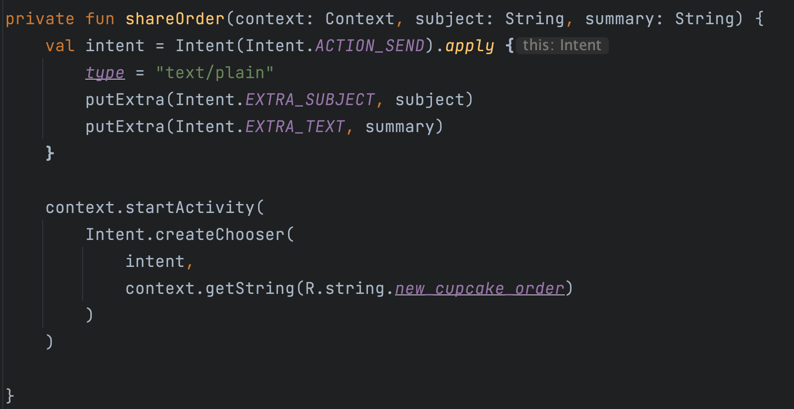 private fun shareOrder(context: Context, subject: String, summary: String) {
    val intent = Intent(Intent.ACTION_SEND).apply { this: Intent
        type = "text/plain"
        putExtra(Intent.EXTRA_SUBJECT, subject)
        putExtra(Intent.EXTRA_TEXT, summary)
    }
    context.startActivity(
        Intent.createChooser(
            intent,
            context.getString(R.string.new_cupcake_order)
        )
    )
}